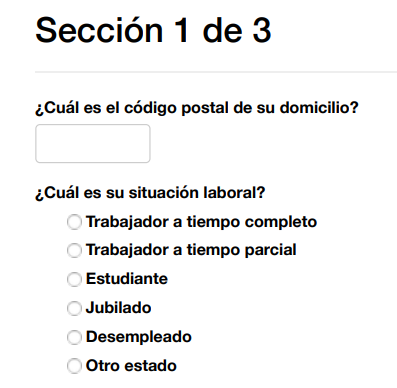 Sección 1 de 3
¿Cuál es el código postal de su domicilio?
¿Cuál es su situación laboral?
Trabajador a tiempo completo
Trabajador a tiempo parcial
Estudiante
Jubilado
Desempleado
Otro estado